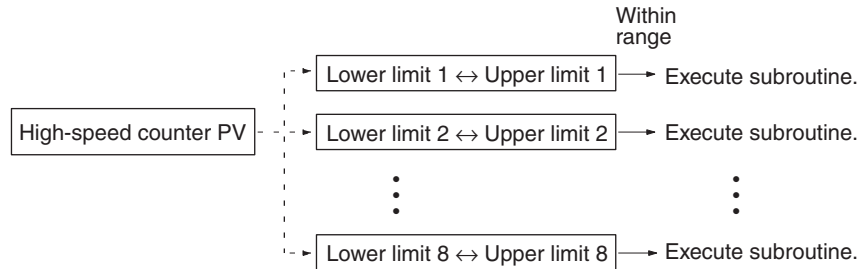 Within
range
Lower limit 1 ↔ Upper limit 1
Execute subroutine.
High-speed counter PV
Lower limit 2 ↔ Upper limit 2
Execute subroutine.
Lower limit 8 ↔ Upper limit 8
Execute subroutine.